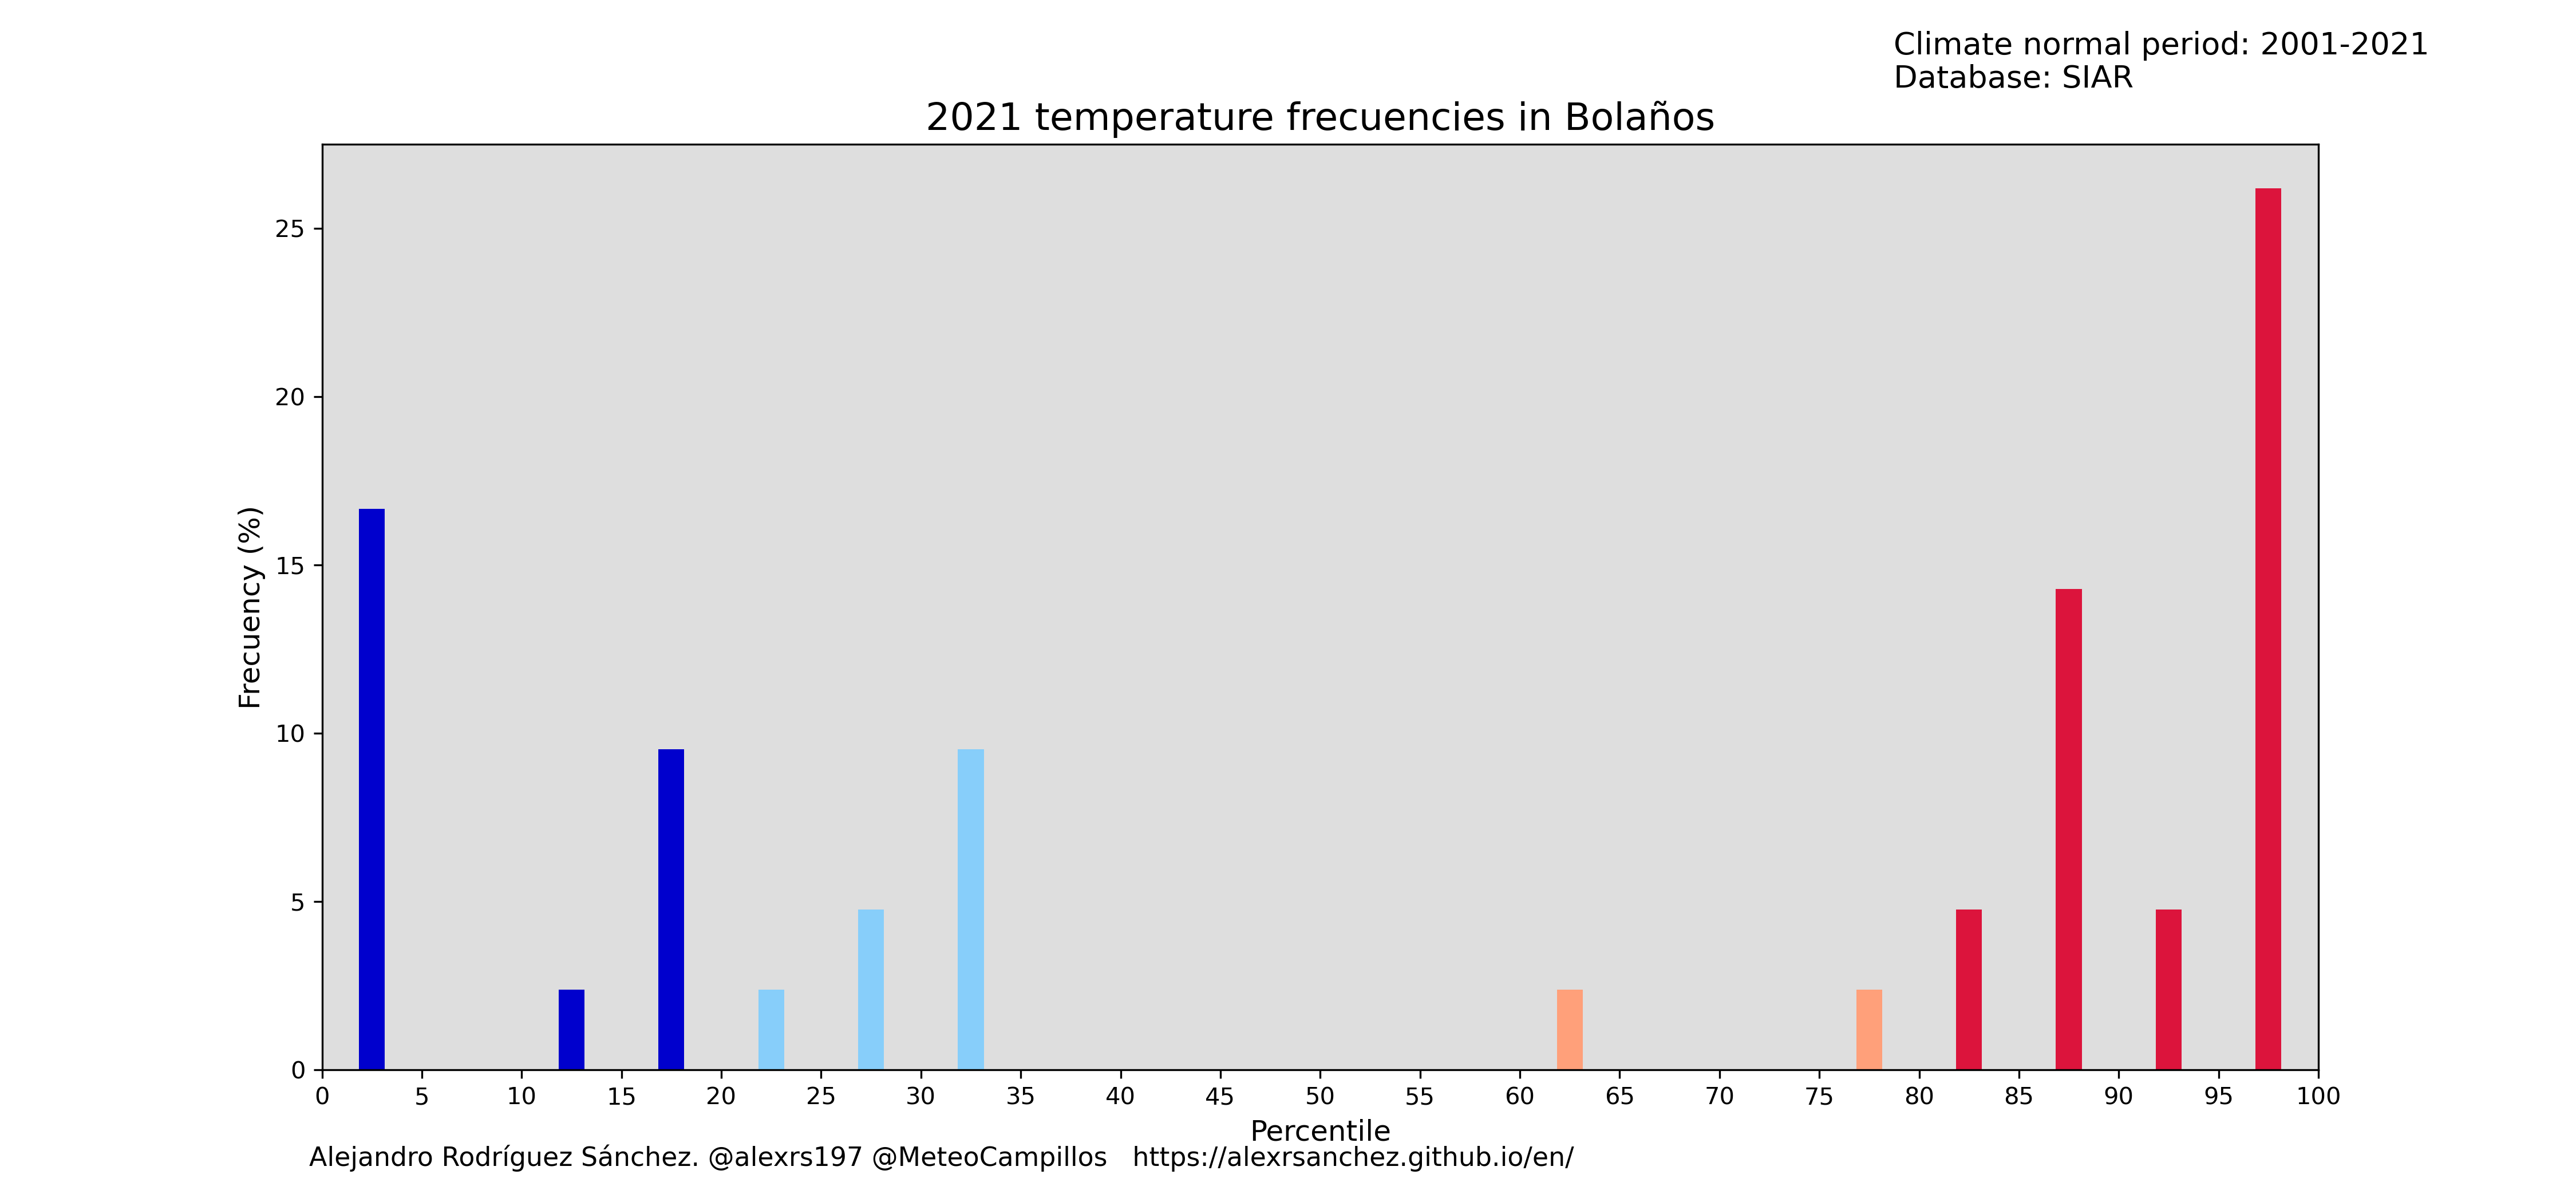 Climate normal period: 2001-2021
Database: SIAR
2021 temperature frecuencies in Bolaños
25
20
15
10
5
0
Frecuency (%)
0 5 10 15 20 25 30 35 40 45 50 55 60 65 70 75 80 85 90 95 100
Percentile
Alejandro Rodríguez Sánchez. @alexrs197 @MeteoCampillos https://alexrsanchez.github.io/en/